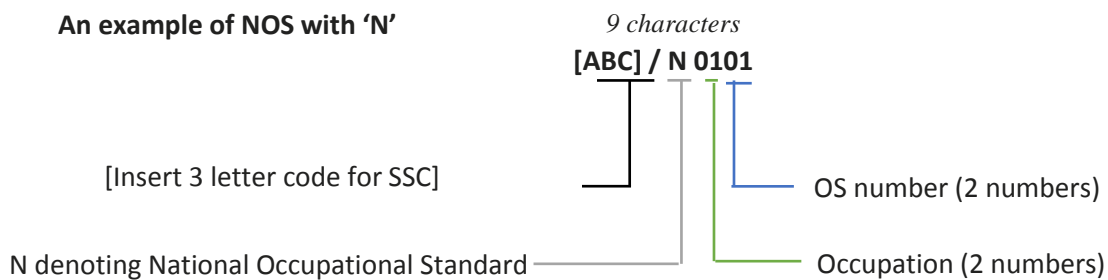 An example of NOS with ‘N’
9 characters
[ABC] / N 0101
[Insert 3 letter code for SSC]
OS number (2 numbers)
N denoting National Occupational Standard
Occupation (2 numbers)